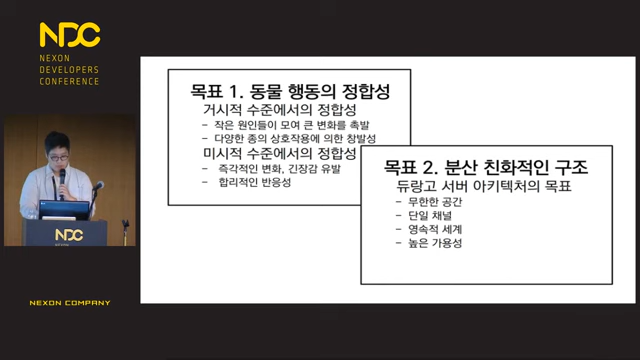 NDC
NEXON
DEVELOPERS
CONFERENCE
목표 1. 동물 행동의 정합성
거시적 수준에서의 정합성
- 작은 원인들이 모여 큰 변화를 촉발
- 다양한 종의 상호작용에 의한 창발성
미시적 수준에서의 정합성
- 즉각적인 변화, 긴장감 유발
- 합리적인 반응성
목표 2. 분산 친화적인 구조
듀랑고 서버 아키텍처의 목표
- 무한한 공간
- 단일 채널
- 영속적 세계
- 높은 가용성
NDC
NEXON COMPANY